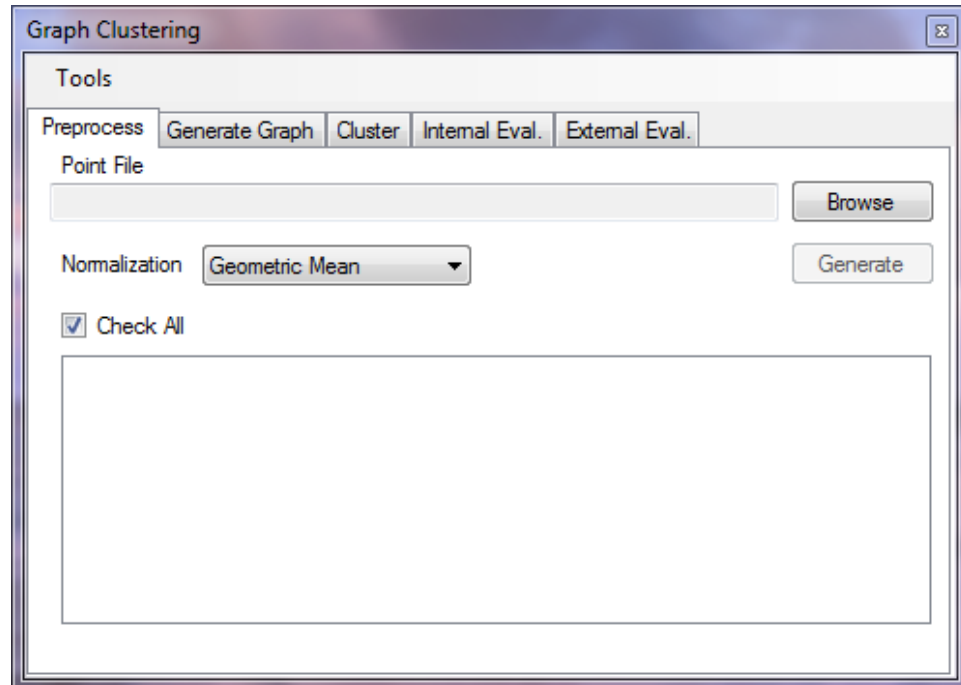 Graph Clustering
Tools
Preprocess Generate Graph Cluster Internal Eval. External Eval.
Point File
Browse
Normalization Geometric Mean Generate
Check All